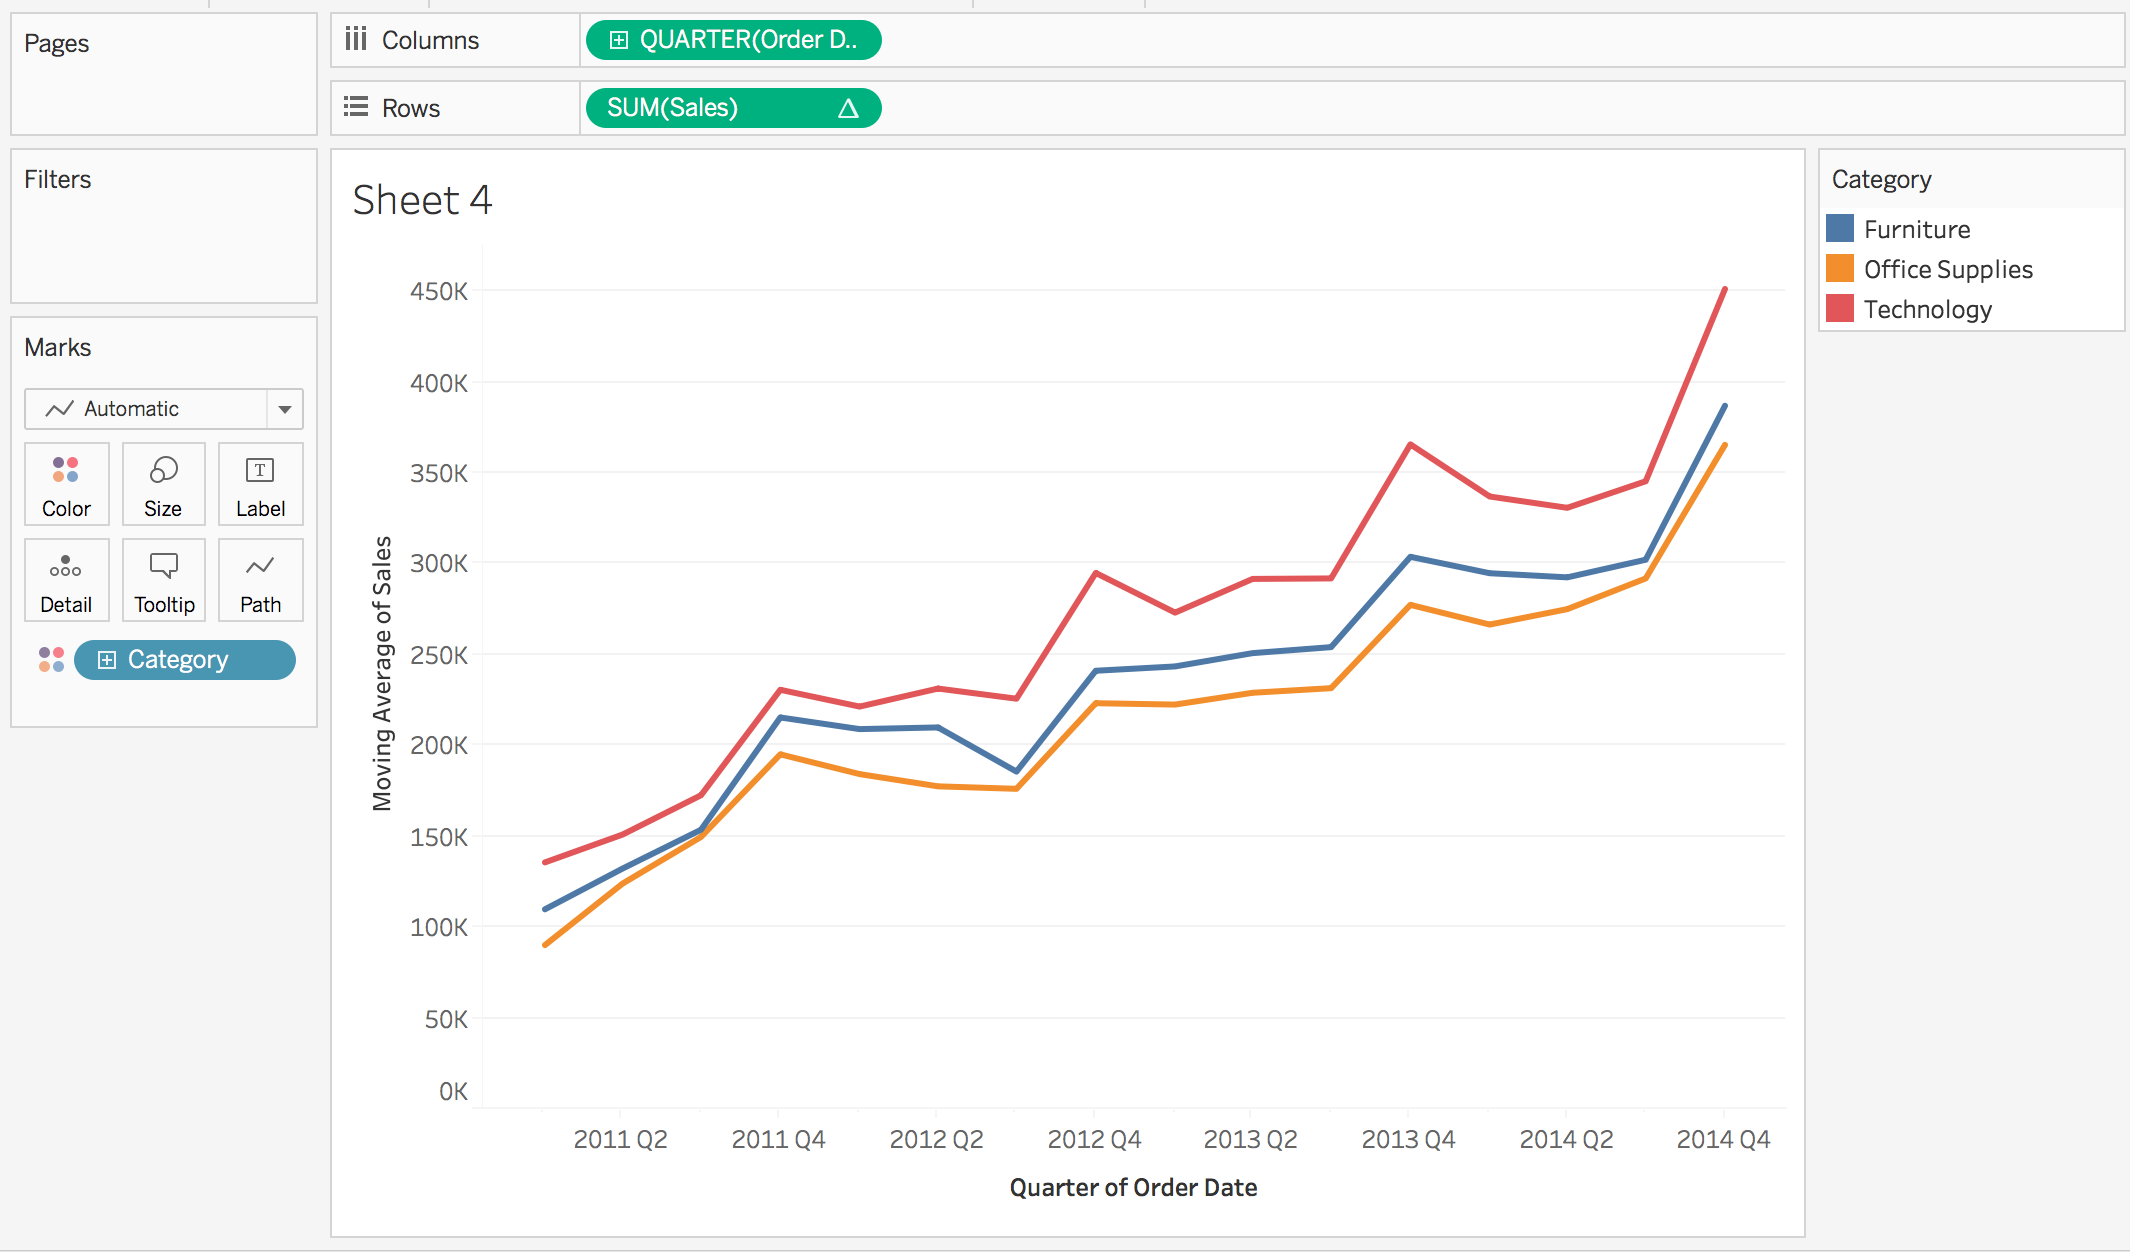 Pages
Columns
QUARTER(Order D..
Rows
SUM(Sales)
Filters
Marks
Automatic
Color
Size
T
Label
Detail
Tooltip
Path
Category
Sheet 4
450K
400K
350K
300K
250K
200K
150K
100K
50K
0K
Moving Average of Sales
2011 Q2
2011 Q4
2012 Q2
2012 Q4
2013 Q2
2013 Q4
2014 Q2
2014 Q4
Quarter of Order Date
Category
Furniture
Office Supplies
Technology